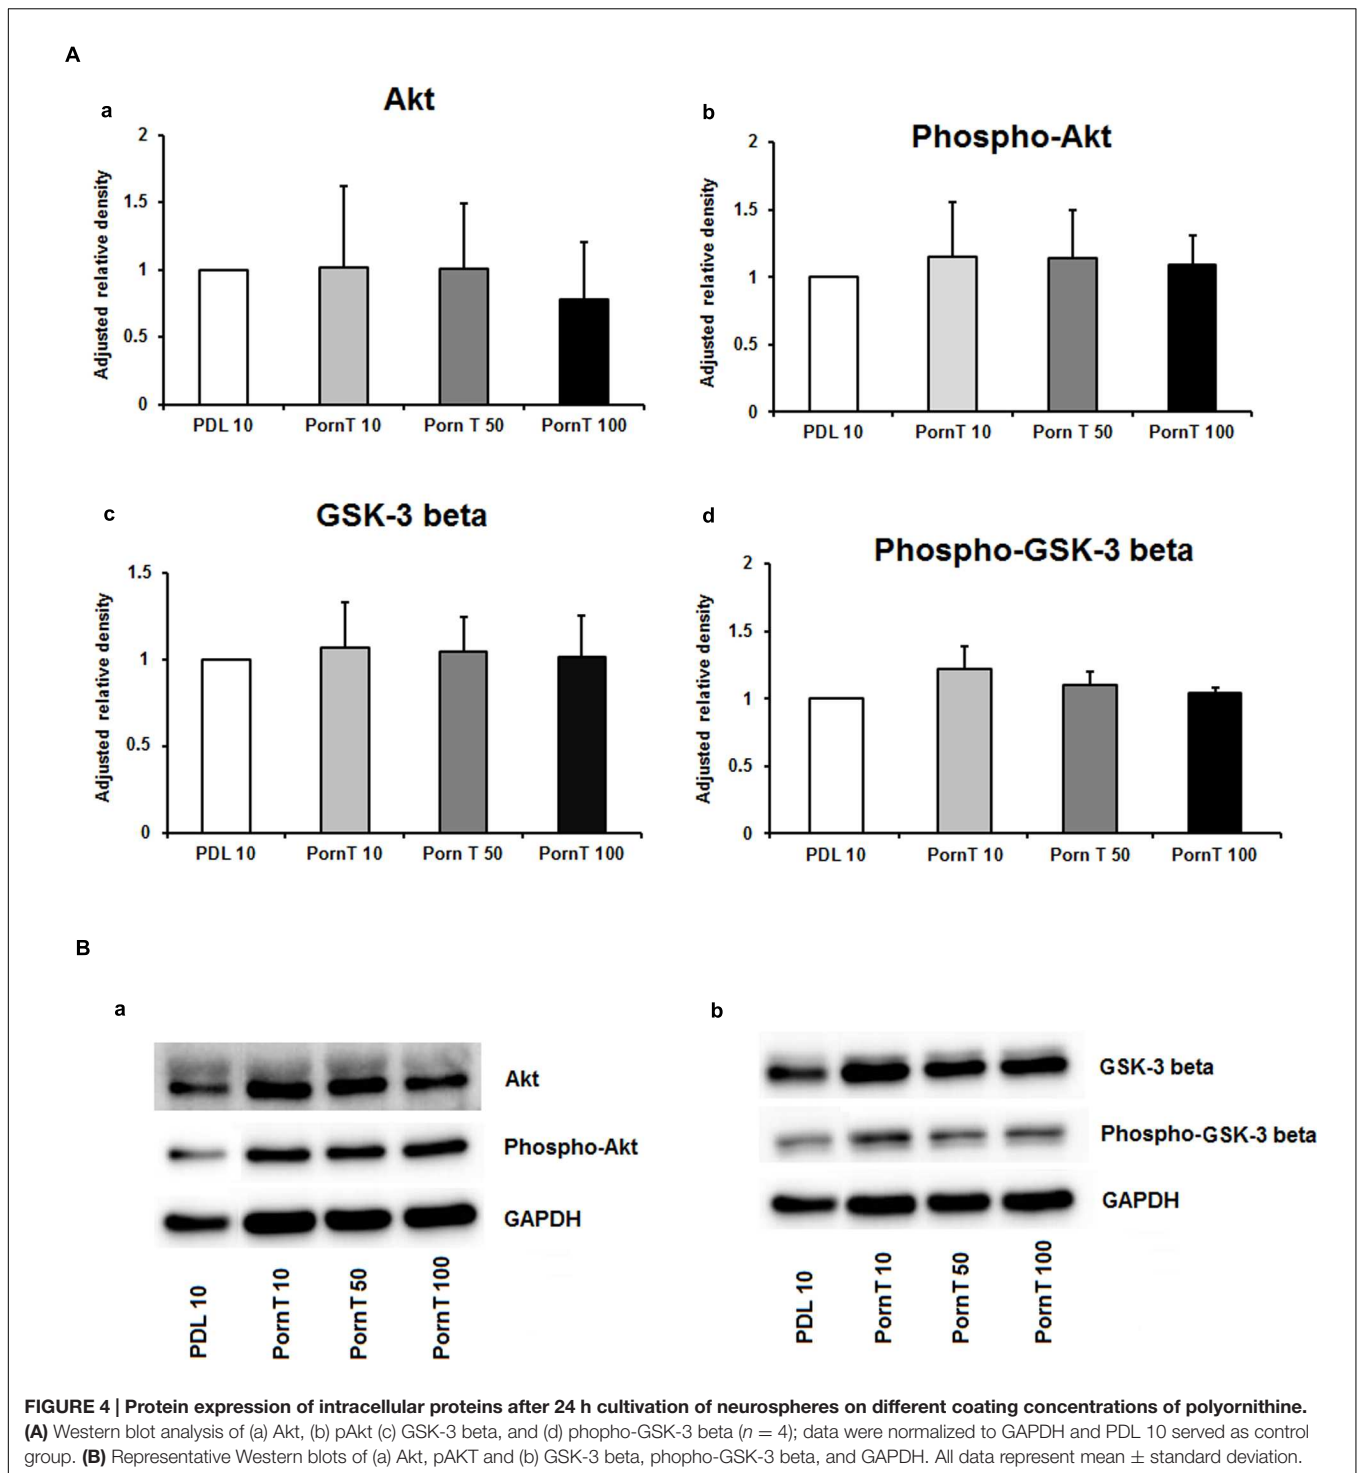 A
a
Akt
Adjusted relative density
2
1.5
1
0.5
0
PDL 10
PornT 10
Porn T 50
PornT 100
b
Phospho-Akt
Adjusted relative density
2
1.5
1
0.5
0
PDL 10
PornT 10
Porn T 50
PornT 100
c
GSK-3 beta
Adjusted relative density
1.5
1
0.5
0
PDL 10
PornT 10
Porn T 50
PornT 100
d
Phospho-GSK-3 beta
Adjusted relative density
2
1.5
1
0.5
0
PDL 10
PornT 10
Porn T 50
PornT 100
B
a
Akt
Phospho-Akt
GAPDH
PDL 10
PornT 10
PornT 50
PornT 100
b
GSK-3 beta
Phospho-GSK-3 beta
GAPDH
PDL 10
PornT 10
PornT 50
PornT 100
FIGURE 4 | Protein expression of intracellular proteins after 24 h cultivation of neurospheres on different coating concentrations of polyornithine.
(A) Western blot analysis of (a) Akt, (b) pAkt (c) GSK-3 beta, and (d) phopho-GSK-3 beta (n = 4); data were normalized to GAPDH and PDL 10 served as control
group. (B) Representative Western blots of (a) Akt, pAKT and (b) GSK-3 beta, phopho-GSK-3 beta, and GAPDH. All data represent mean ± standard deviation.